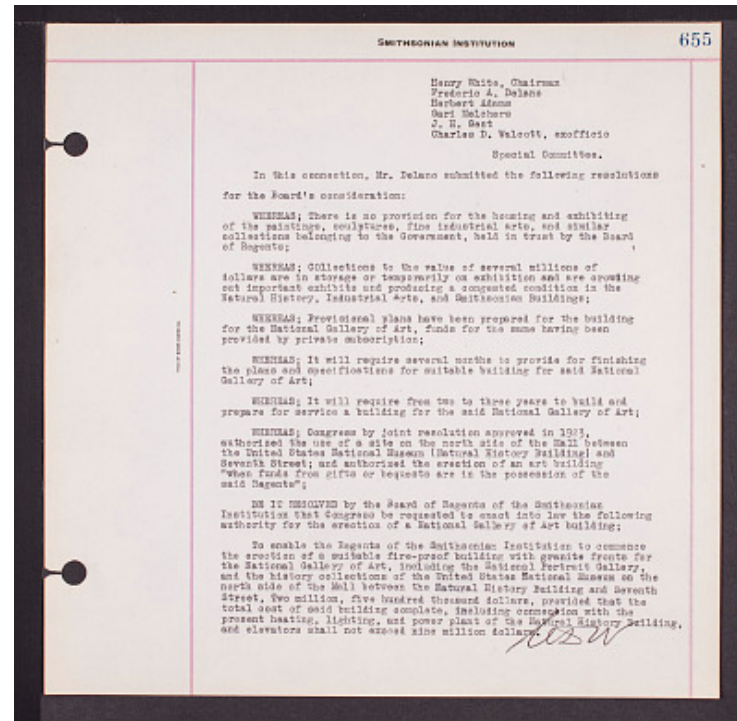 SMITHSONIAN INSTITUTION
655
Henry White, Chairman
Frederic A. Delano
Herbert Adams
Gari Melchers
J. H. Gest
Charles D. Walcott, exofficio
Special Committee.
In this connection, Mr. Delano submitted the following resolutions
for the Board's consideration:
WHEREAS; There is no provision for the housing and exhibiting
of the paintings, sculptures, fine industrial arts, and similar
collections belonging to the Government, held in trust by the Board
of Regents;
WHEREAS; Collections to the value of several millions of
dollars are in storage or temporarily on exhibition and are crowding
out important exhibits and producing a congested condition in the
Natural History, Industrial Arts, and Smithsonian Buildings;
WHEREAS; Provisional plans have been prepared for the building
for the National Gallery of Art, funds for the same having been
provided by private subscription;
WHEREAS; It will require several months to provide for finishing
the plans and specifications for suitable building for said National
Gallery of Art;
WHEREAS; It will require from two to three years to build and
prepare for service a building for the said National Gallery of Art;
WHEREAS; Congress by joint resolution approved in 1923,
authorized the use of a site on the north side of the Mall between
the United States National Museum (Natural History Building) and
Seventh Street; and authorized the erection of an art building
"when funds from gifts or bequests are in the possession of the
said Regents";
BE IT RESOLVED by the Board of Regents of the Smithsonian
Institution that Congress be requested to enact into law the following
authority for the erection of a National Gallery of Art building;
To enable the Regents of the Smithsonian Institution to commence
the erection of a suitable fire-proof building with granite fronts for
the National Gallery of Art, including the National Portrait Gallery,
and the history collections of the United States National Museum on the
north side of the Mall between the Natural History Building and Seventh
Street, Two million, five hundred thousand dollars, provided that the
total cost of said building complete, including connection with the
present heating, lighting, and power plant of the Natural History Building,
and elevators shall not exceed nine million dollars.